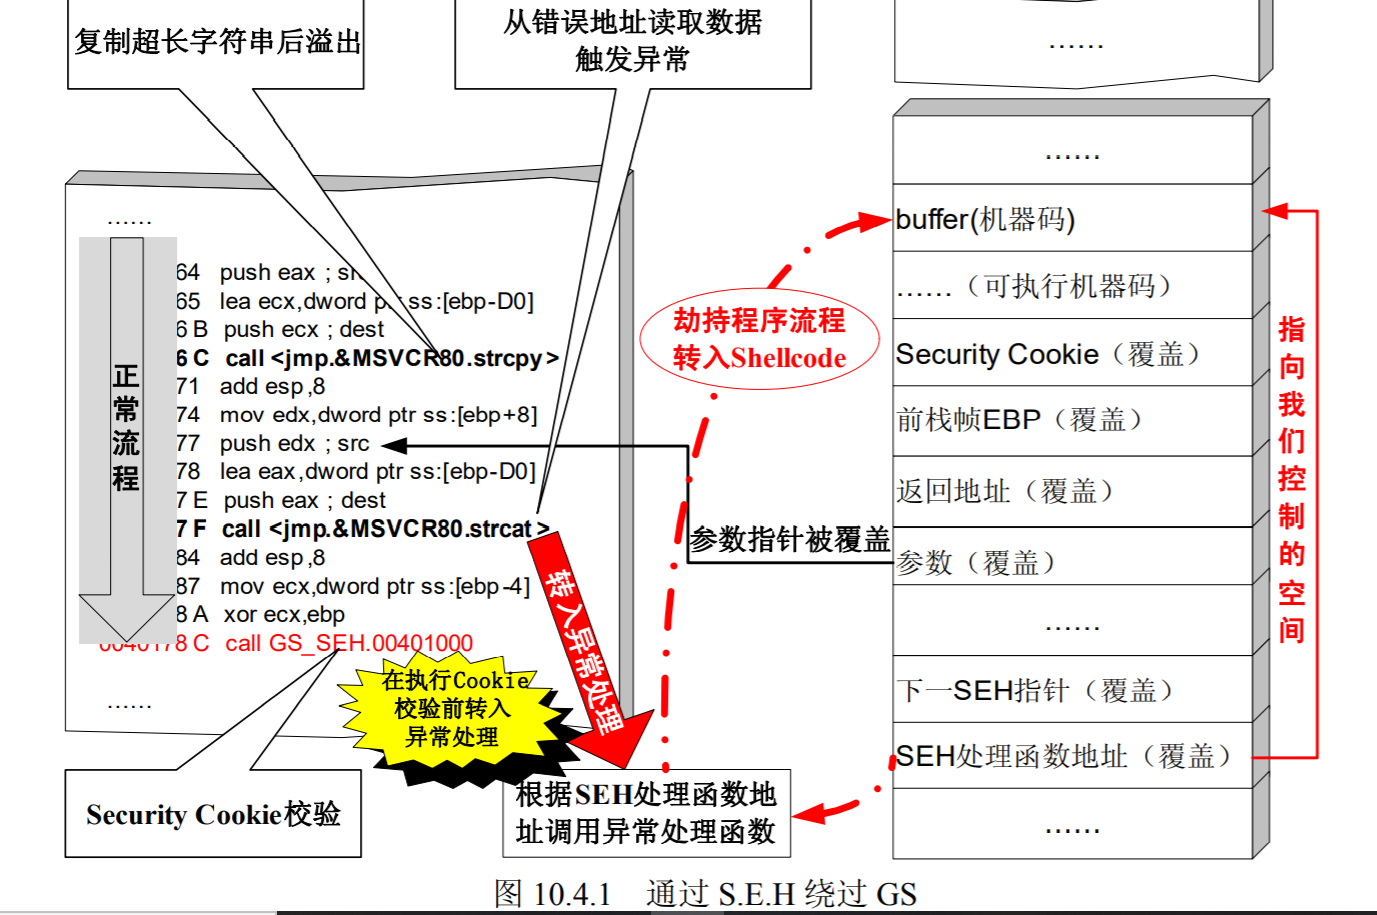 复制超长字符串后溢出
从错误地址读取数据
触发异常
......
......
64 push eax ; src
65 lea ecx,dword ptr ss:[ebp-D0]
6B push ecx ; dest
6C call <jmp.&MSVCR80.strcpy>
71 add esp,8
74 mov edx,dword ptr ss:[ebp+8]
77 push edx ; src
78 lea eax,dword ptr ss:[ebp-D0]
7E push eax ; dest
7F call <jmp.&MSVCR80.strcat>
84 add esp,8
87 mov ecx,dword ptr ss:[ebp-4]
8A xor ecx,ebp
0040178C call GS_SEH.00401000
......
正常流程
在执行Cookie
校验前转入
异常处理
转入异常处理
Security Cookie校验
根据SEH处理函数地
址调用异常处理函数
劫持程序流程
转入Shellcode
参数指针被覆盖
......
buffer(机器码)
......（可执行机器码）
Security Cookie（覆盖）
前栈帧EBP（覆盖）
返回地址（覆盖）
参数（覆盖）
......
下一SEH指针（覆盖）
SEH处理函数地址（覆盖）
......
指向我们控制的空间
图 10.4.1 通过 S.E.H 绕过 GS